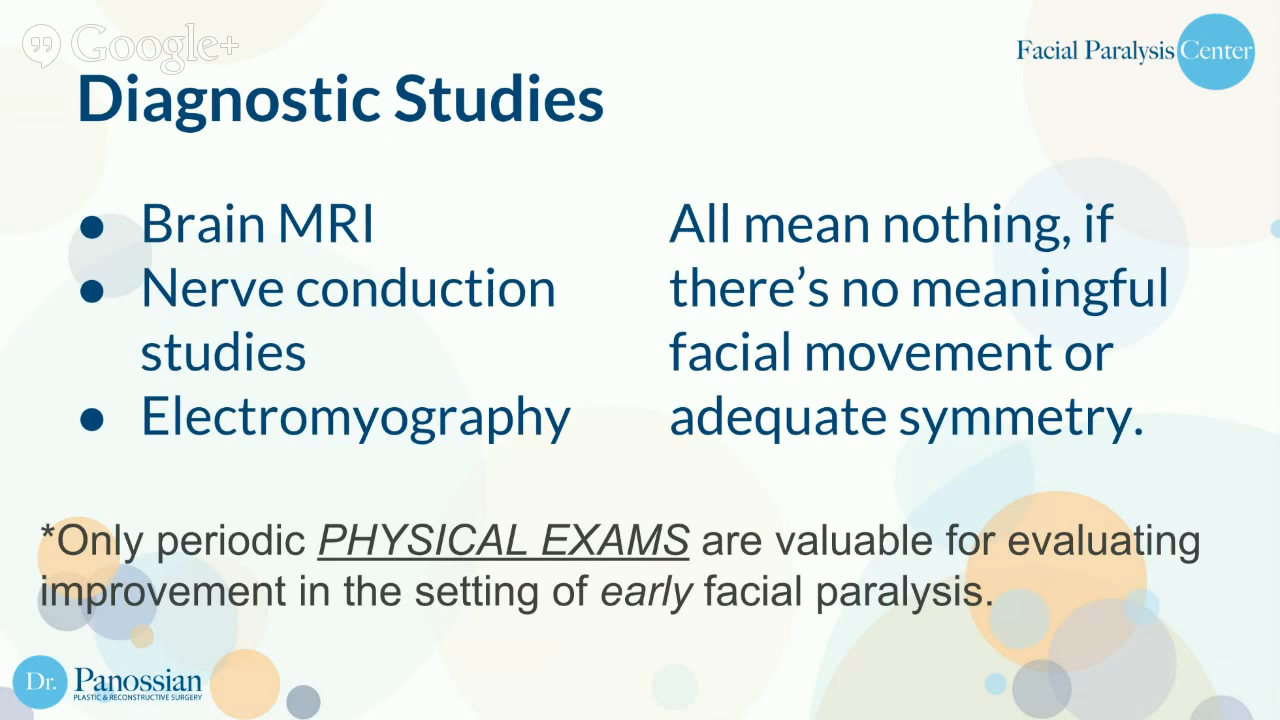 Google+
Facial Paralysis Center
Diagnostic Studies
● Brain MRI
● Nerve conduction
studies
● Electromyography
All mean nothing, if
there’s no meaningful
facial movement or
adequate symmetry.
*Only periodic PHYSICAL EXAMS are valuable for evaluating
improvement in the setting of early facial paralysis.
Dr. Panossian
PLASTIC & RECONSTRUCTIVE SURGERY